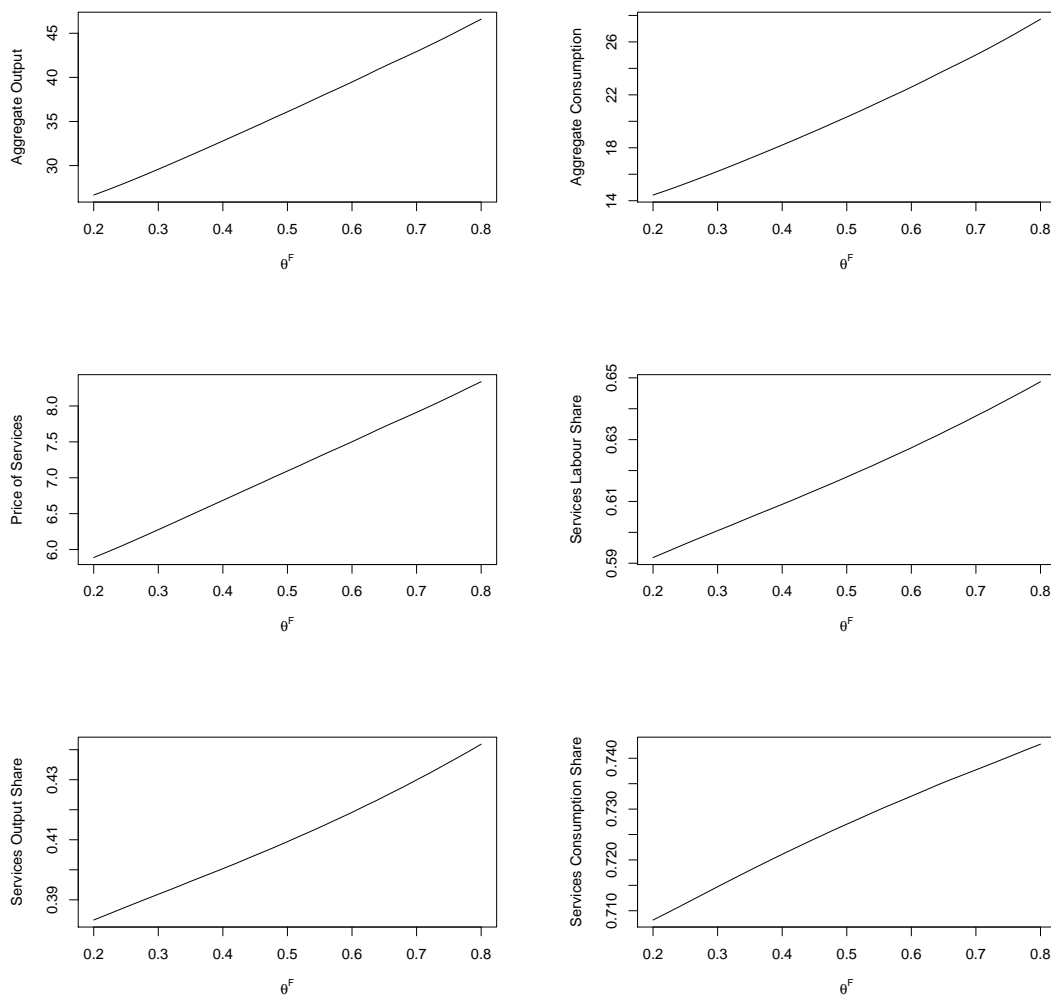 Aggregate Output
30 35 40 45
0.2 0.3 0.4 0.5 0.6 0.7 0.8
θF
Aggregate Consumption
14 18 22 26
0.2 0.3 0.4 0.5 0.6 0.7 0.8
θF
Price of Services
6.0 6.5 7.0 7.5 8.0
0.2 0.3 0.4 0.5 0.6 0.7 0.8
θF
Services Labour Share
0.59 0.61 0.63 0.65
0.2 0.3 0.4 0.5 0.6 0.7 0.8
θF
Services Output Share
0.39 0.41 0.43
0.2 0.3 0.4 0.5 0.6 0.7 0.8
θF
Services Consumption Share
0.710 0.720 0.730 0.740
0.2 0.3 0.4 0.5 0.6 0.7 0.8
θF